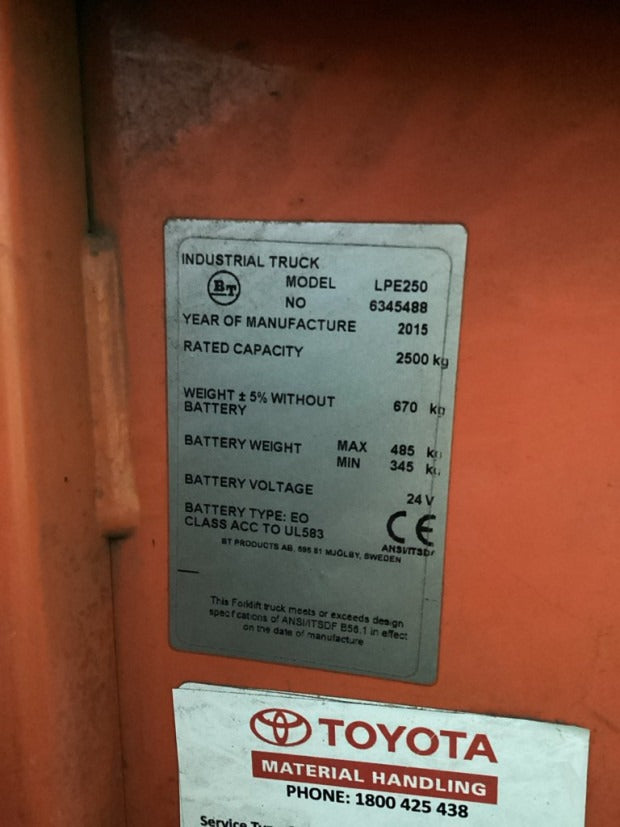 INDUSTRIAL TRUCK
BT
MODEL LPE250
NO 6345488
YEAR OF MANUFACTURE 2015
RATED CAPACITY 2500 kg
WEIGHT ± 5% WITHOUT
BATTERY 670 kg
BATTERY WEIGHT MAX 485 kg
MIN 345 kg
BATTERY VOLTAGE 24 V
BATTERY TYPE: EO
CLASS ACC TO UL583
CE
ANSI/ITSDF
BT PRODUCTS AB, 595 81 MJÖLBY, SWEDEN
This Forklift truck meets or exceeds design
specifications of ANSI/ITSDF B56.1 in effect
on the date of manufacture
TOYOTA
MATERIAL HANDLING
PHONE: 1800 425 438
Service